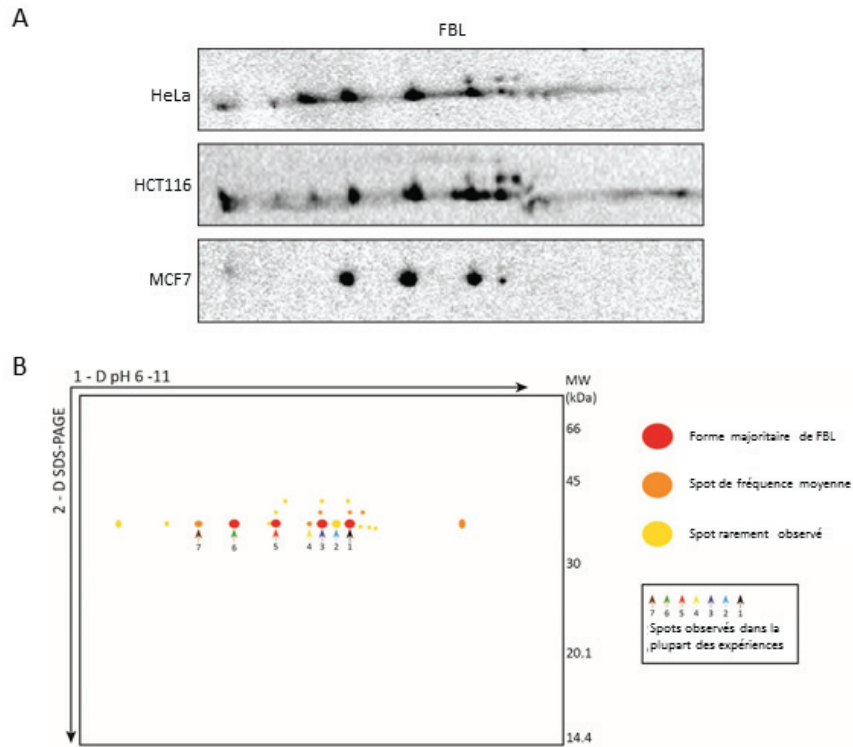 A
FBL
HeLa
HCT116
MCF7
B
1 - D pH 6 -11
2 - D SDS-PAGE
MW
(kDa)
66
45
30
20.1
14.4
7 6 5 4 3 2 1
Forme majoritaire de FBL
Spot de fréquence moyenne
Spot rarement observé
7 6 5 4 3 2 1
Spots observés dans la
plupart des expériences